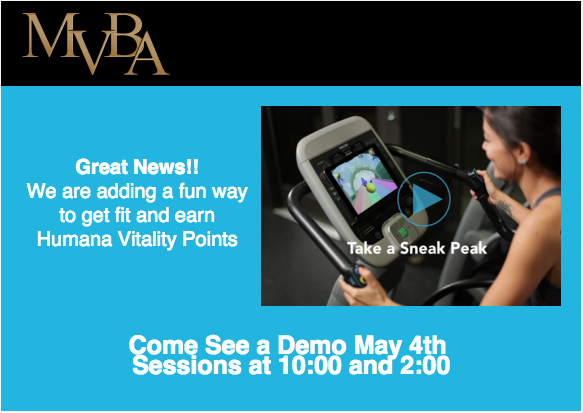 MVBA
Great News!!
We are adding a fun way
to get fit and earn
Humana Vitality Points
Take a Sneak Peak
Come See a Demo May 4th
Sessions at 10:00 and 2:00